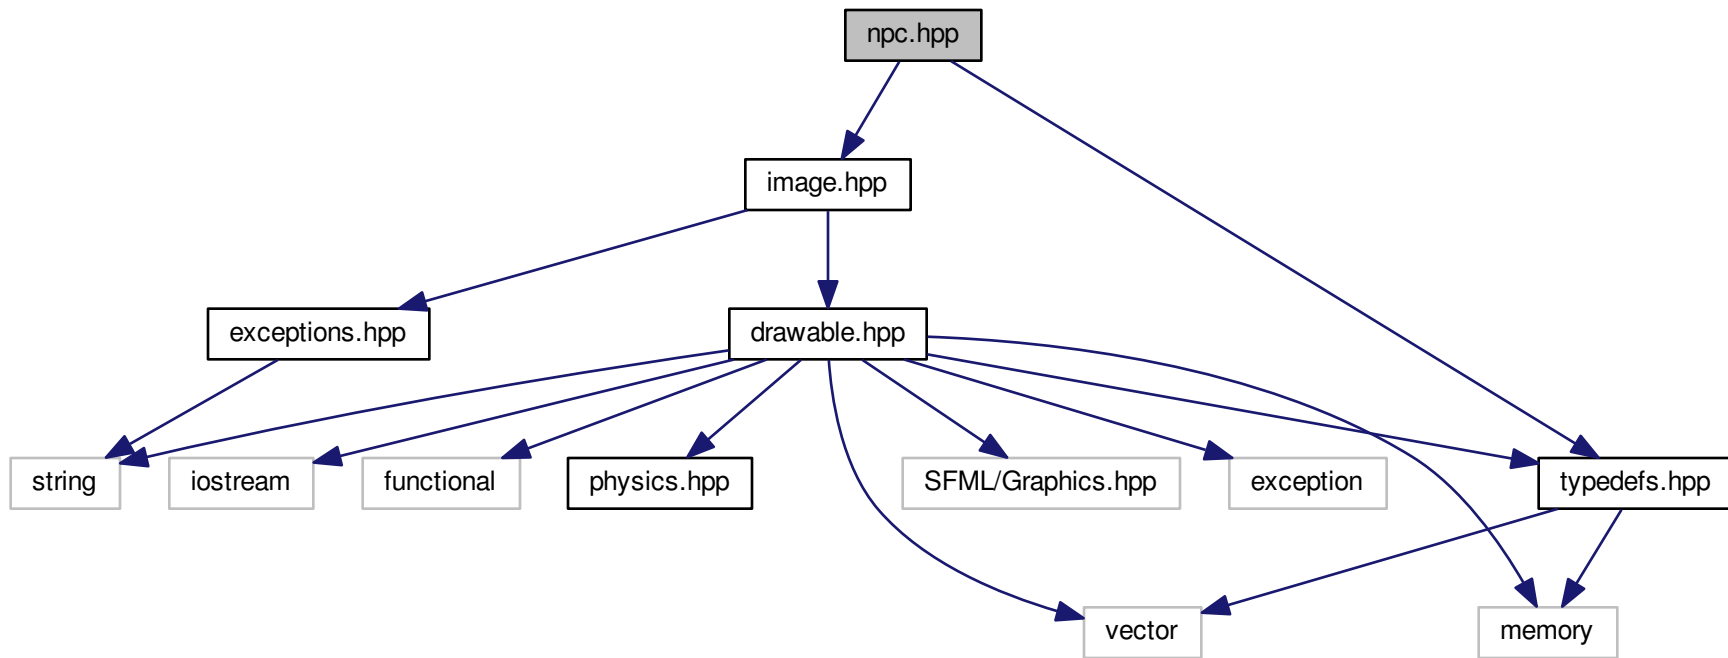 npc.hpp
image.hpp
exceptions.hpp
drawable.hpp
string
iostream
functional
physics.hpp
SFML/Graphics.hpp
exception
typedefs.hpp
vector
memory